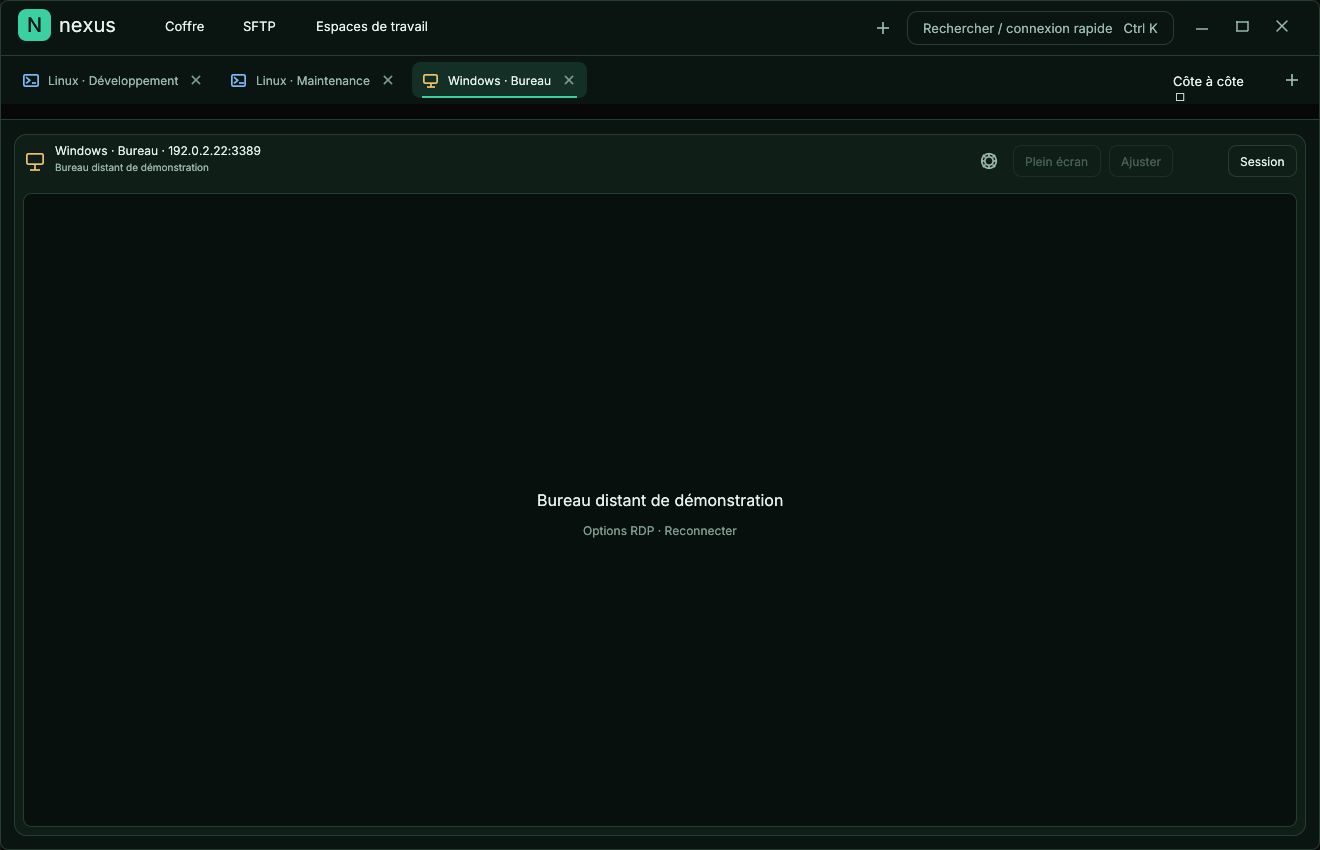 N nexus Coffre SFTP Espaces de travail + Rechercher / connexion rapide Ctrl K
Linux · Développement Linux · Maintenance Windows · Bureau Côte à côte
Windows · Bureau · 192.0.2.22:3389
Bureau distant de démonstration
Plein écran Ajuster Session
Bureau distant de démonstration
Options RDP · Reconnecter